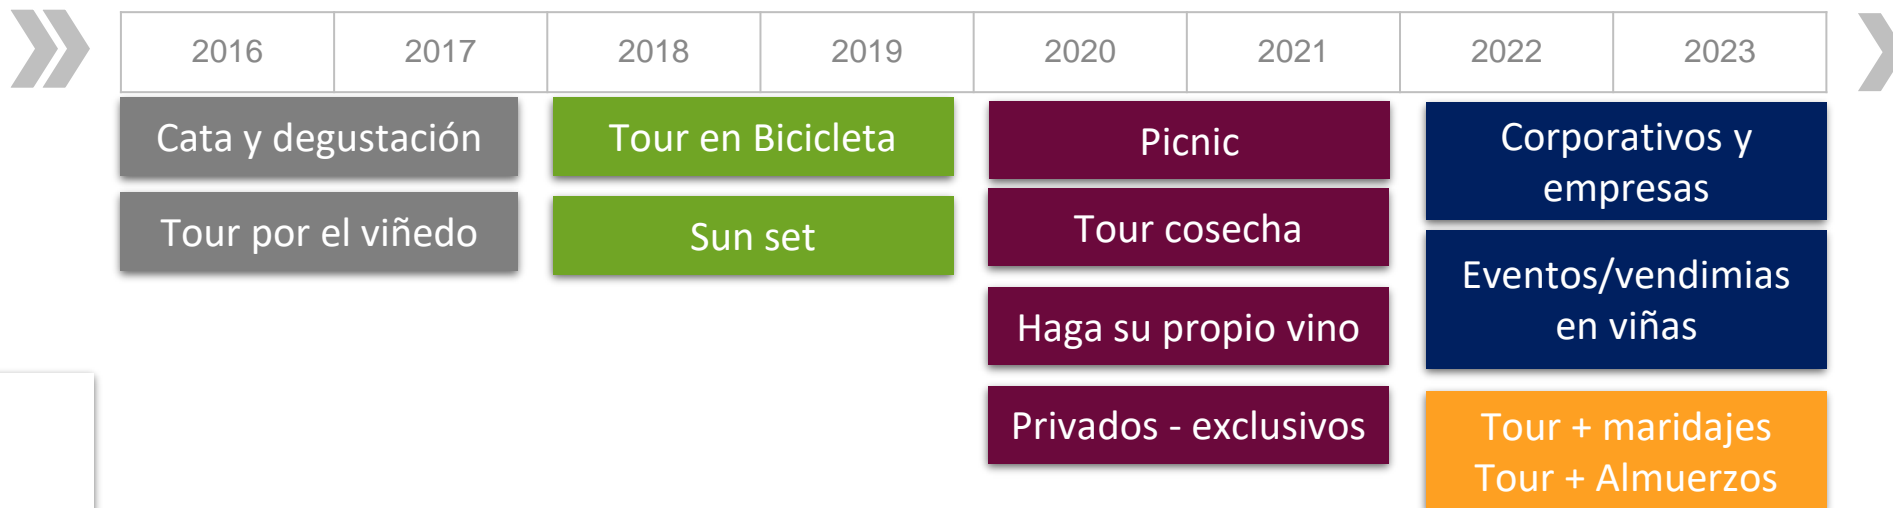 2016 2017 2018 2019 2020 2021 2022 2023
Cata y degustación
Tour por el viñedo
Tour en Bicicleta
Sun set
Picnic
Tour cosecha
Haga su propio vino
Privados - exclusivos
Corporativos y
empresas
Eventos/vendimias
en viñas
Tour + maridajes
Tour + Almuerzos